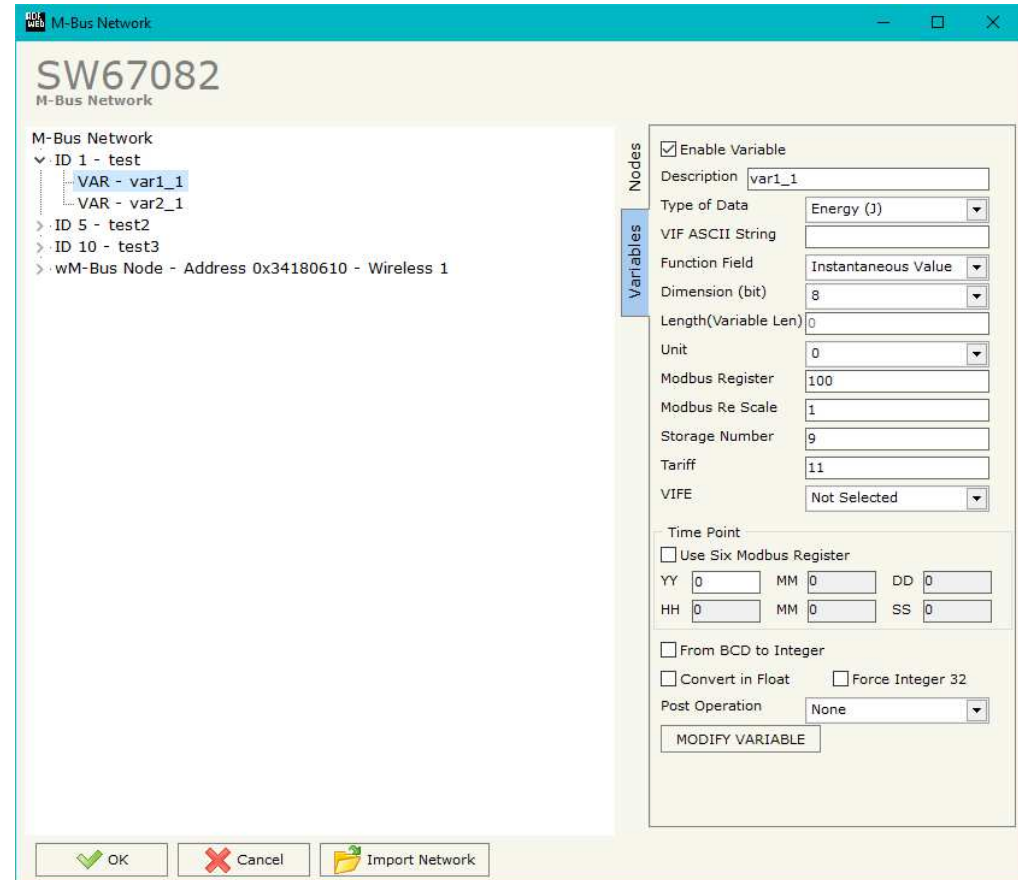 ADF
WEB
M-Bus Network
SW67082
M-Bus Network
M-Bus Network
ID 1 - test
VAR - var1_1
VAR - var2_1
ID 5 - test2
ID 10 - test3
wM-Bus Node - Address 0x34180610 - Wireless 1
Nodes
Variables
Enable Variable
Description var1_1
Type of Data Energy (J)
VIF ASCII String
Function Field Instantaneous Value
Dimension (bit) 8
Length(Variable Len) 0
Unit 0
Modbus Register 100
Modbus Re Scale 1
Storage Number 9
Tariff 11
VIFE Not Selected
Time Point
Use Six Modbus Register
YY 0 MM 0 DD 0
HH 0 MM 0 SS 0
From BCD to Integer
Convert in Float Force Integer 32
Post Operation None
MODIFY VARIABLE
OK Cancel Import Network